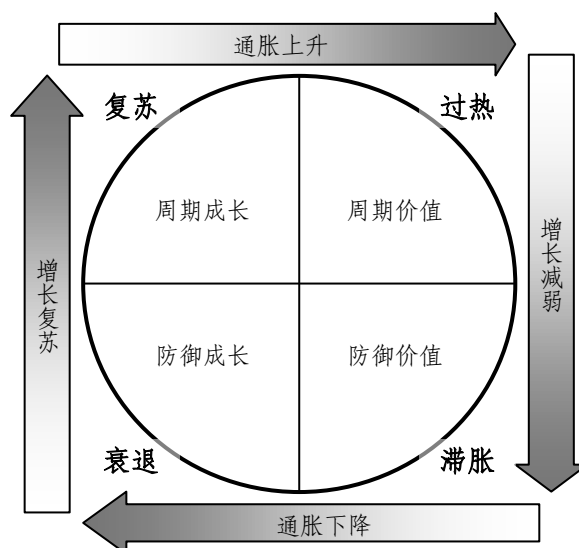 通胀上升
复苏
过热
周期成长
周期价值
增长复苏
增长减弱
防御成长
防御价值
衰退
滞胀
通胀下降